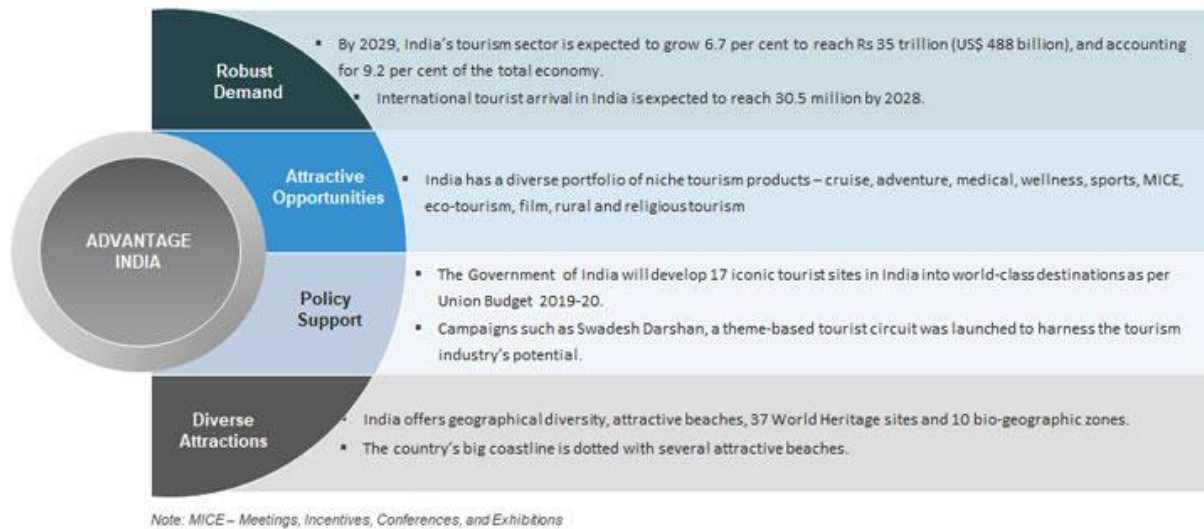 Robust
Demand
▪ By 2029, India's tourism sector is expected to grow 6.7 per cent to reach Rs 35 trillion (US$ 488 billion), and accounting
for 9.2 per cent of the total economy.
▪ International tourist arrival in India is expected to reach 30.5 million by 2028.
Attractive
Opportunities
▪ India has a diverse portfolio of niche tourism products – cruise, adventure, medical, wellness, sports, MICE,
eco-tourism, film, rural and religious tourism
ADVANTAGE
INDIA
Policy
Support
▪ The Government of India will develop 17 iconic tourist sites in India into world-class destinations as per
Union Budget 2019-20.
▪ Campaigns such as Swadesh Darshan, a theme-based tourist circuit was launched to harness the tourism
industry's potential.
Diverse
Attractions
▪ India offers geographical diversity, attractive beaches, 37 World Heritage sites and 10 bio-geographic zones.
▪ The country's big coastline is dotted with several attractive beaches.
Note: MICE – Meetings, Incentives, Conferences, and Exhibitions